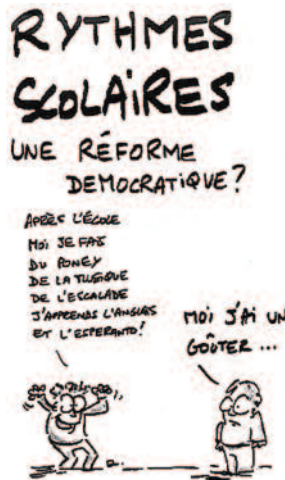 RYTHMES
SCOLAiRES
UNE RÉFORME
DEMOCRATiQUE?
APRÈS L'ÉCOLE
MOi JE FAiS
DU PONEY
DE LA MUSiQUE
DE L'ESCALADE
J'APPRENDS L'ANGLAiS
ET L'ESPERANTO!
MOi J'Ai UN
GOÛTER...